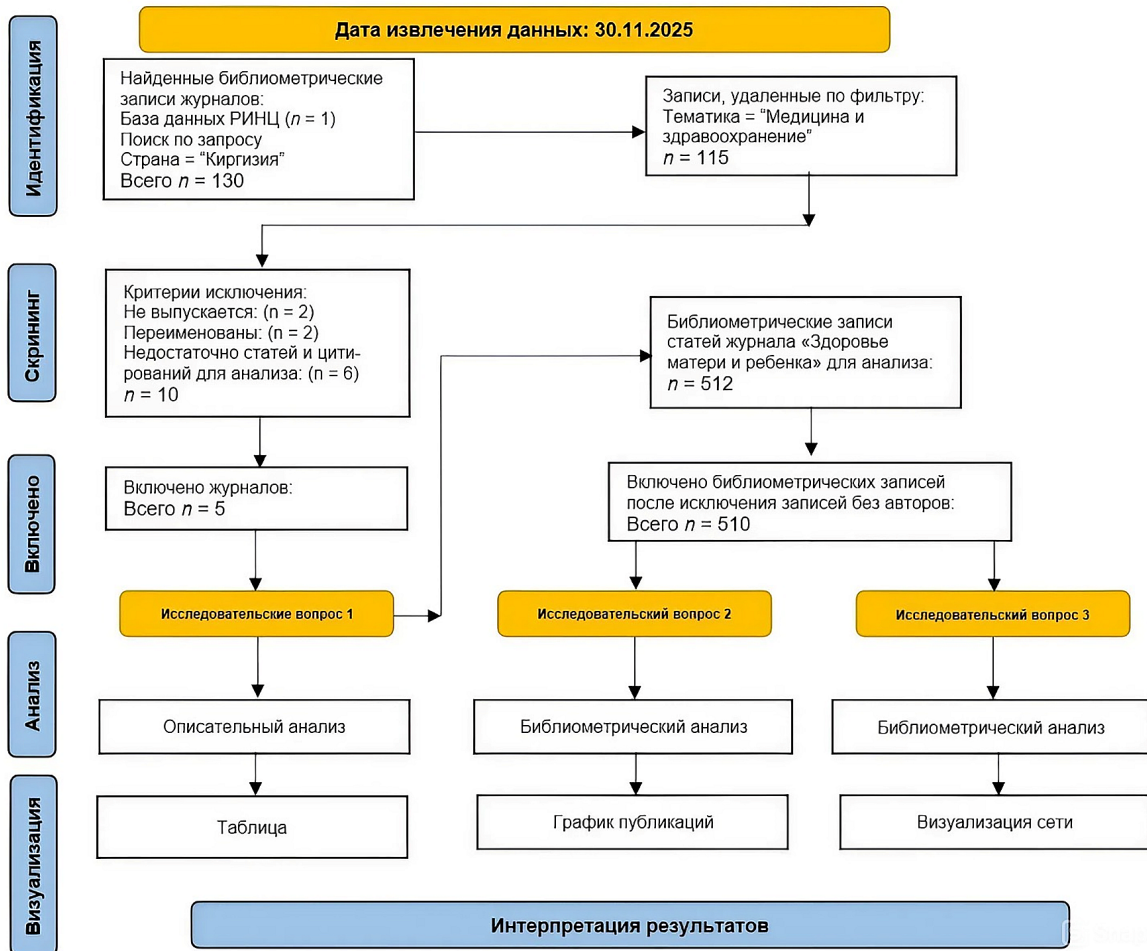 Дата извлечения данных: 30.11.2025
Идентификация
Найденные библиометрические
записи журналов:
База данных РИНЦ (n = 1)
Поиск по запросу
Страна = “Киргизия”
Всего n = 130
Записи, удаленные по фильтру:
Тематика = “Медицина и
здравоохранение”
n = 115
Скрининг
Критерии исключения:
Не выпускается: (n = 2)
Переименованы: (n = 2)
Недостаточно статей и цити-
рований для анализа: (n = 6)
n = 10
Библиометрические записи
статей журнала «Здоровье
матери и ребенка» для анализа:
n = 512
Включено
Включено журналов:
Всего n = 5
Включено библиометрических записей
после исключения записей без авторов:
Всего n = 510
Исследовательские вопрос 1
Исследовательский вопрос 2
Исследовательский вопрос 3
Анализ
Описательный анализ
Библиометрический анализ
Библиометрический анализ
Визуализация
Таблица
График публикаций
Визуализация сети
Интерпретация результатов